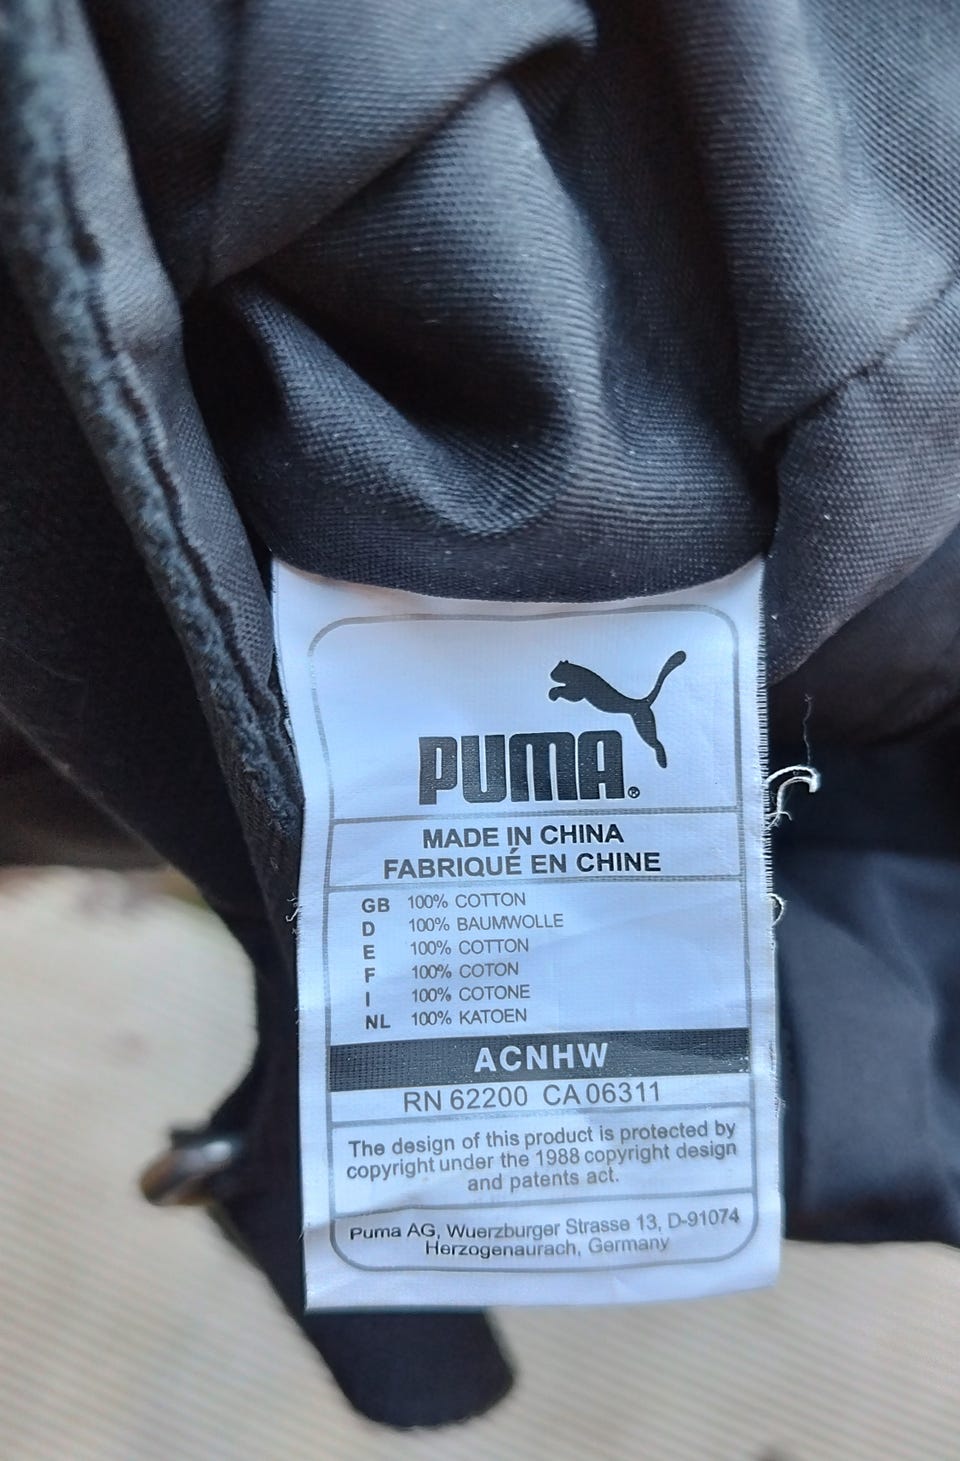 PUMA®
MADE IN CHINA
FABRIQUÉ EN CHINE
GB 100% COTTON
D 100% BAUMWOLLE
E 100% COTTON
F 100% COTON
I 100% COTONE
NL 100% KATOEN
ACNHW
RN 62200 CA 06311
The design of this product is protected by
copyright under the 1988 copyright design
and patents act.
Puma AG, Wuerzburger Strasse 13, D-91074
Herzogenaurach, Germany